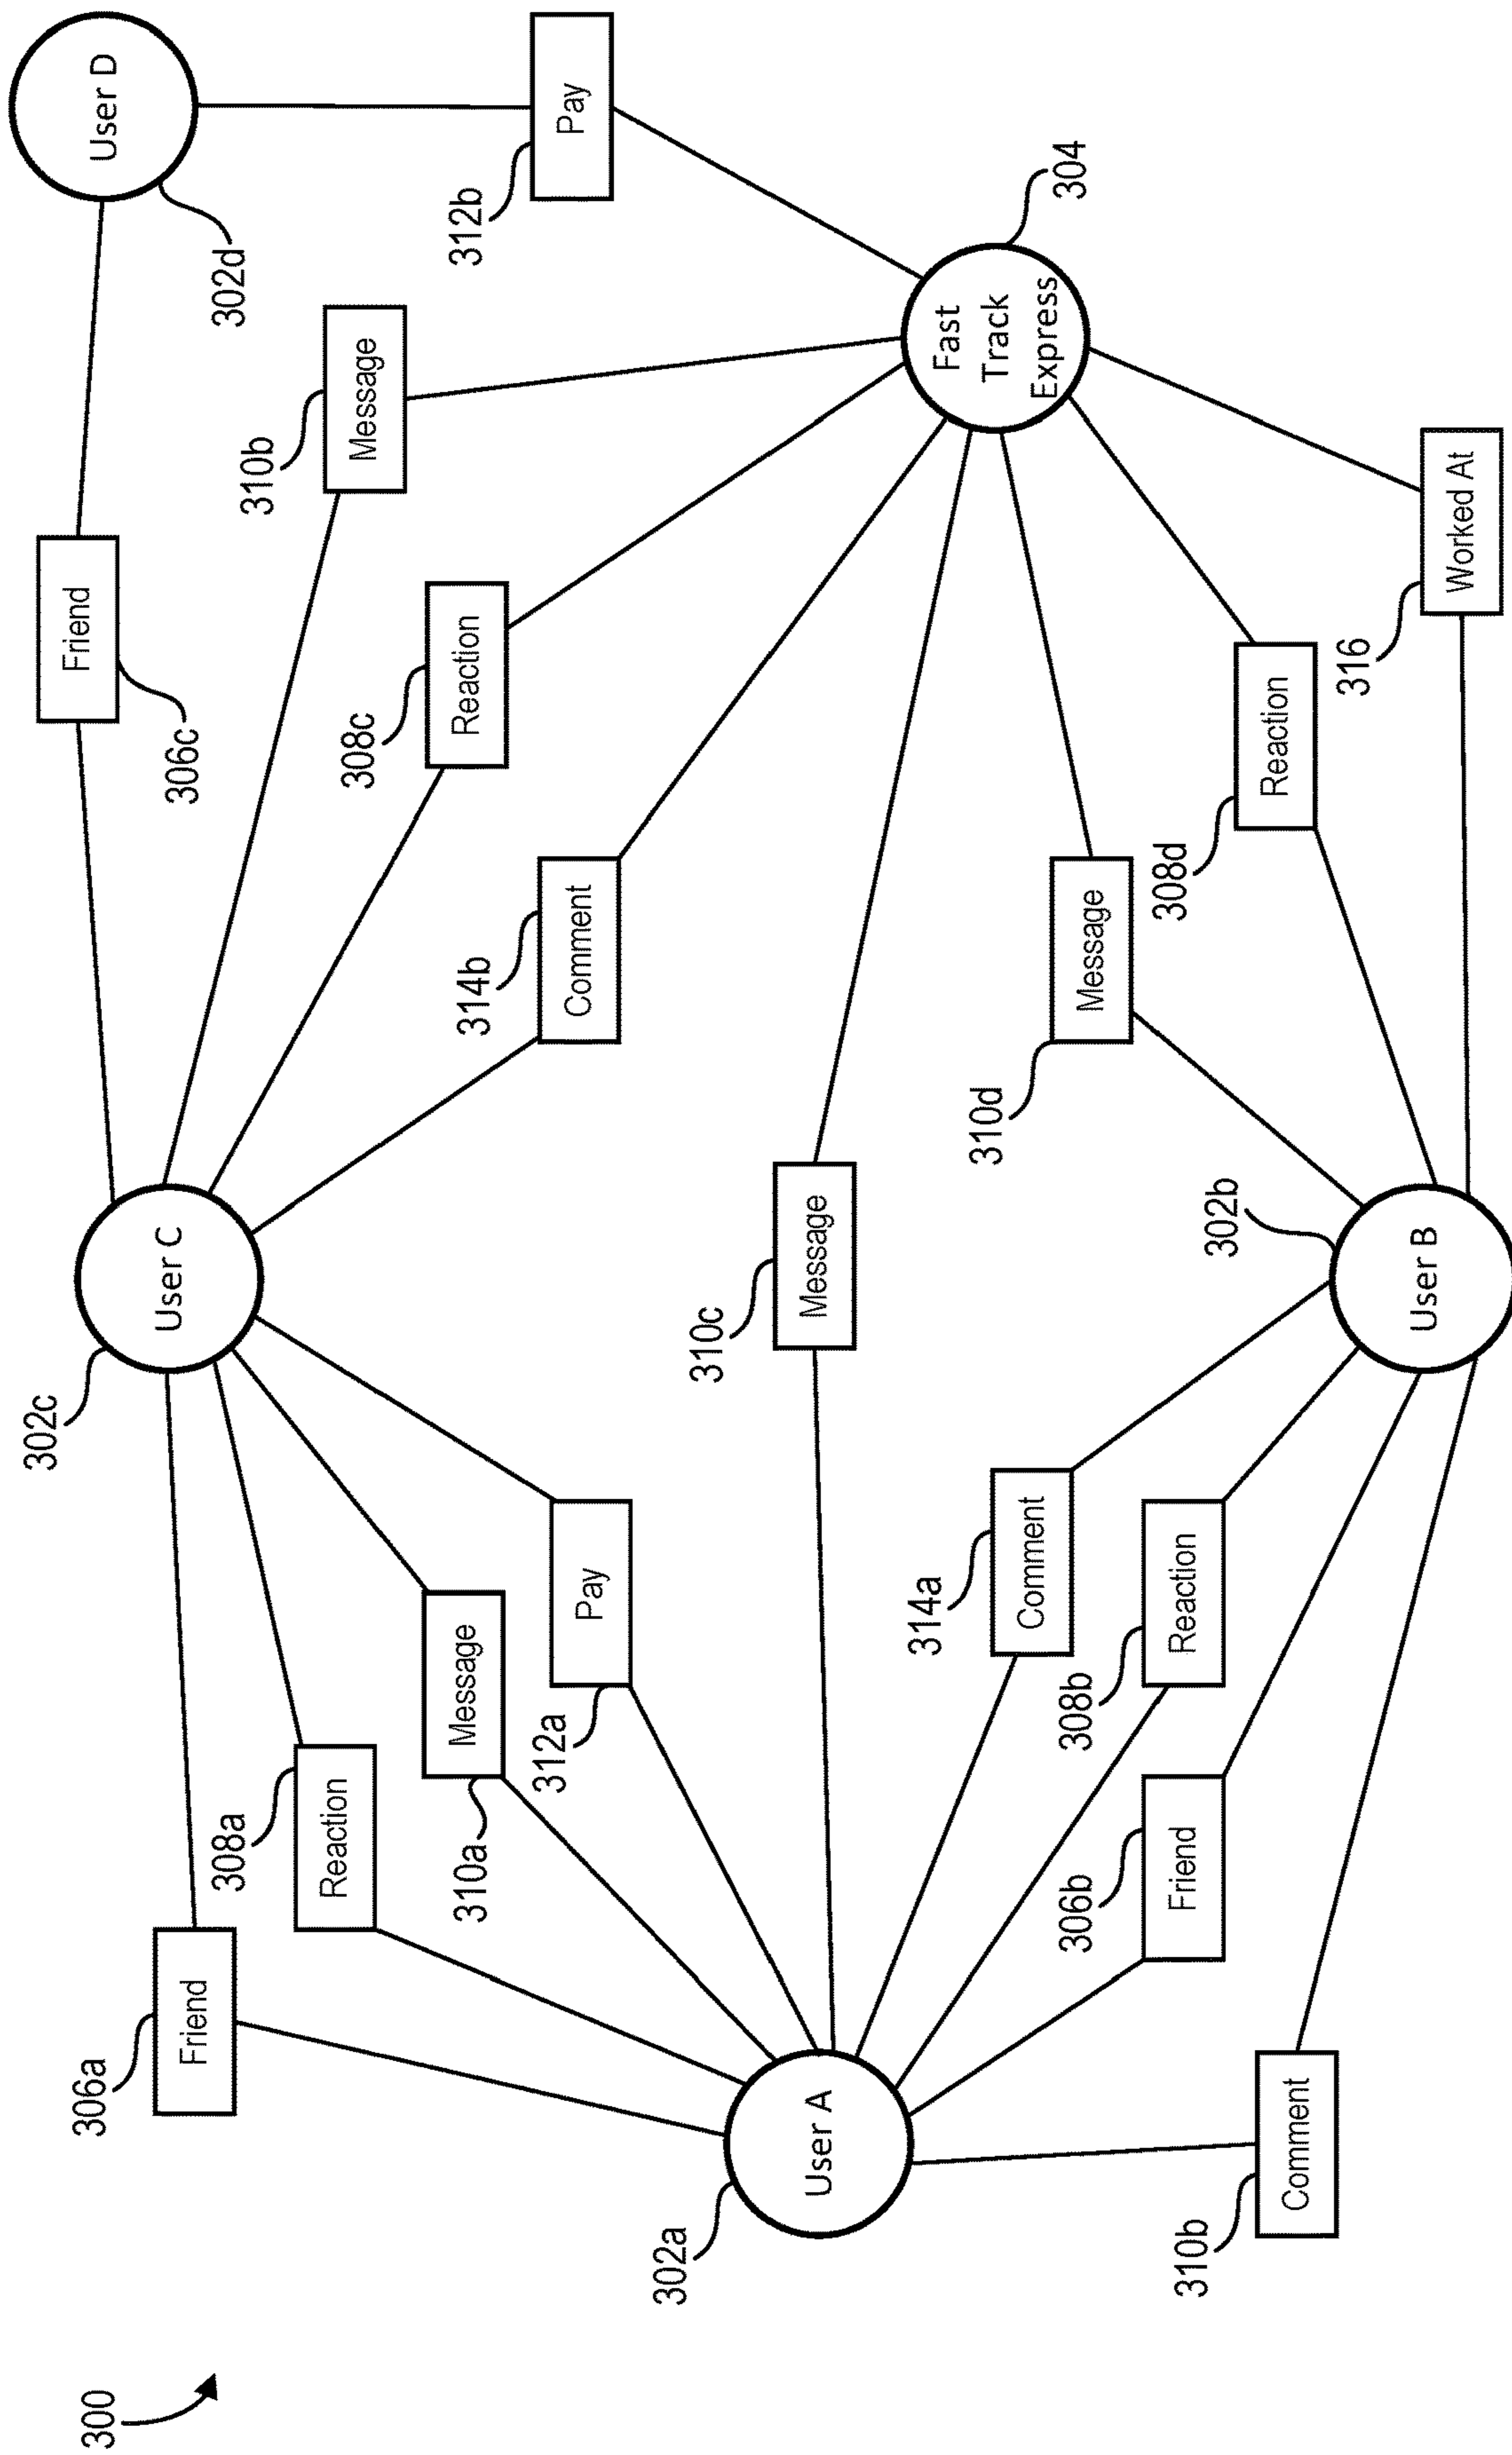 300
306a
Friend
302c
User C
Friend
306c
User D
302d
308a
Reaction
310b
Message
310a
Message
308c
Reaction
312b
Pay
312a
Pay
314b
Comment
302a
User A
310c
Message
Fast
Track
Express
304
314a
Comment
310d
Message
308b
Reaction
306b
Friend
308d
Reaction
310b
Comment
302b
User B
316
Worked At